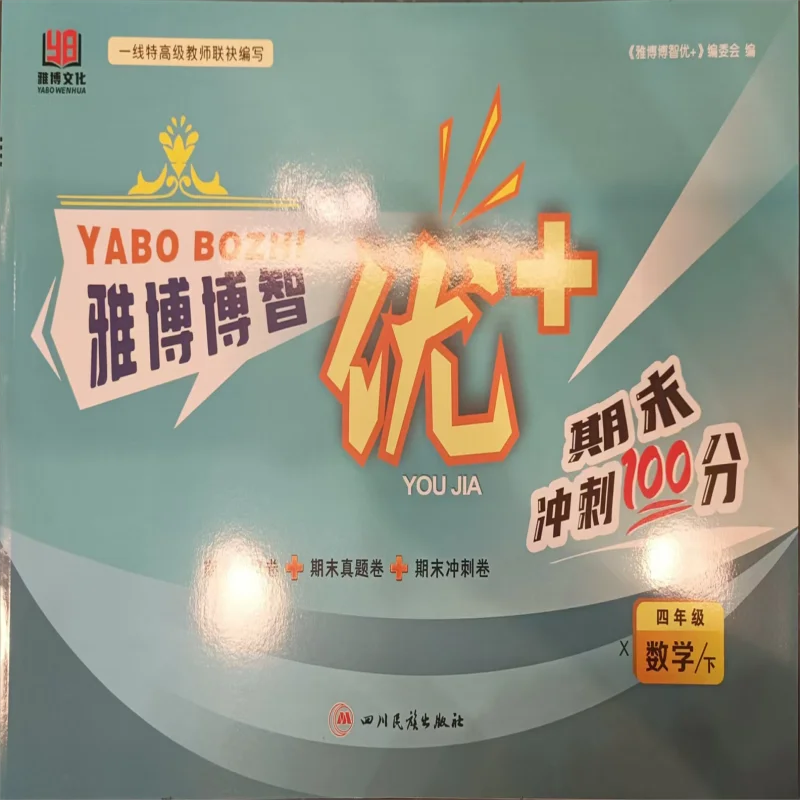 雅博文化
YABO WENHUA
一线特高级教师联袂编写
《雅博博智优+》编委会 编
YABO BOZHI
雅博博智
优+
YOU JIA
期末
冲刺100分
卷+期末真题卷+期末冲刺卷
四年级
X 数学/下
四川民族出版社